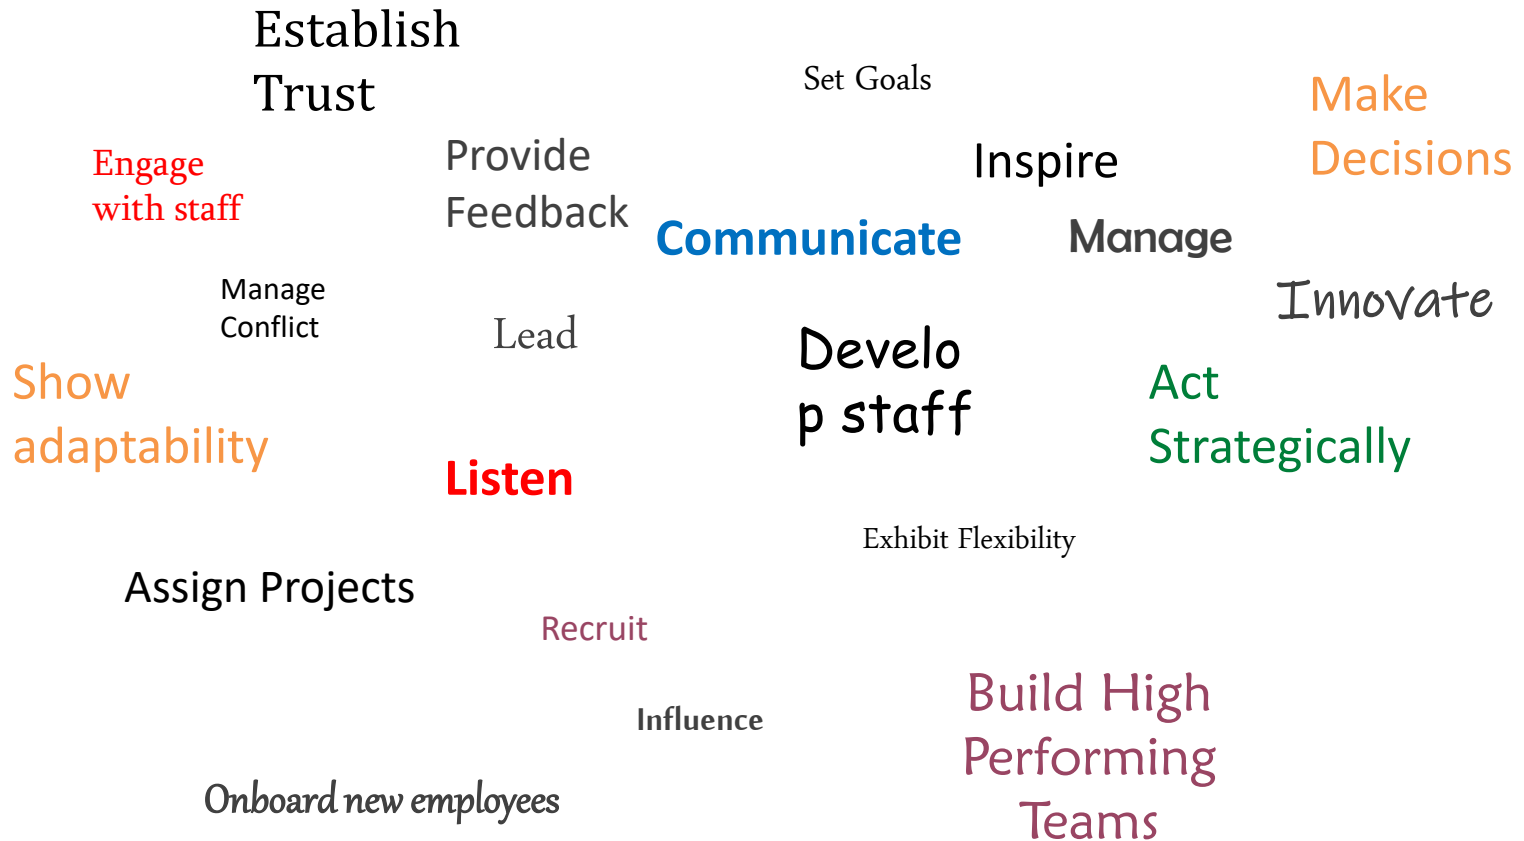 Establish
Trust
Set Goals
Make
Decisions
Engage
with staff
Provide
Feedback
Inspire
Communicate
Manage
Manage
Conflict
Lead
Innovate
Develo
p staff
Show
adaptability
Act
Strategically
Listen
Exhibit Flexibility
Assign Projects
Recruit
Influence
Build High
Performing
Teams
Onboard new employees